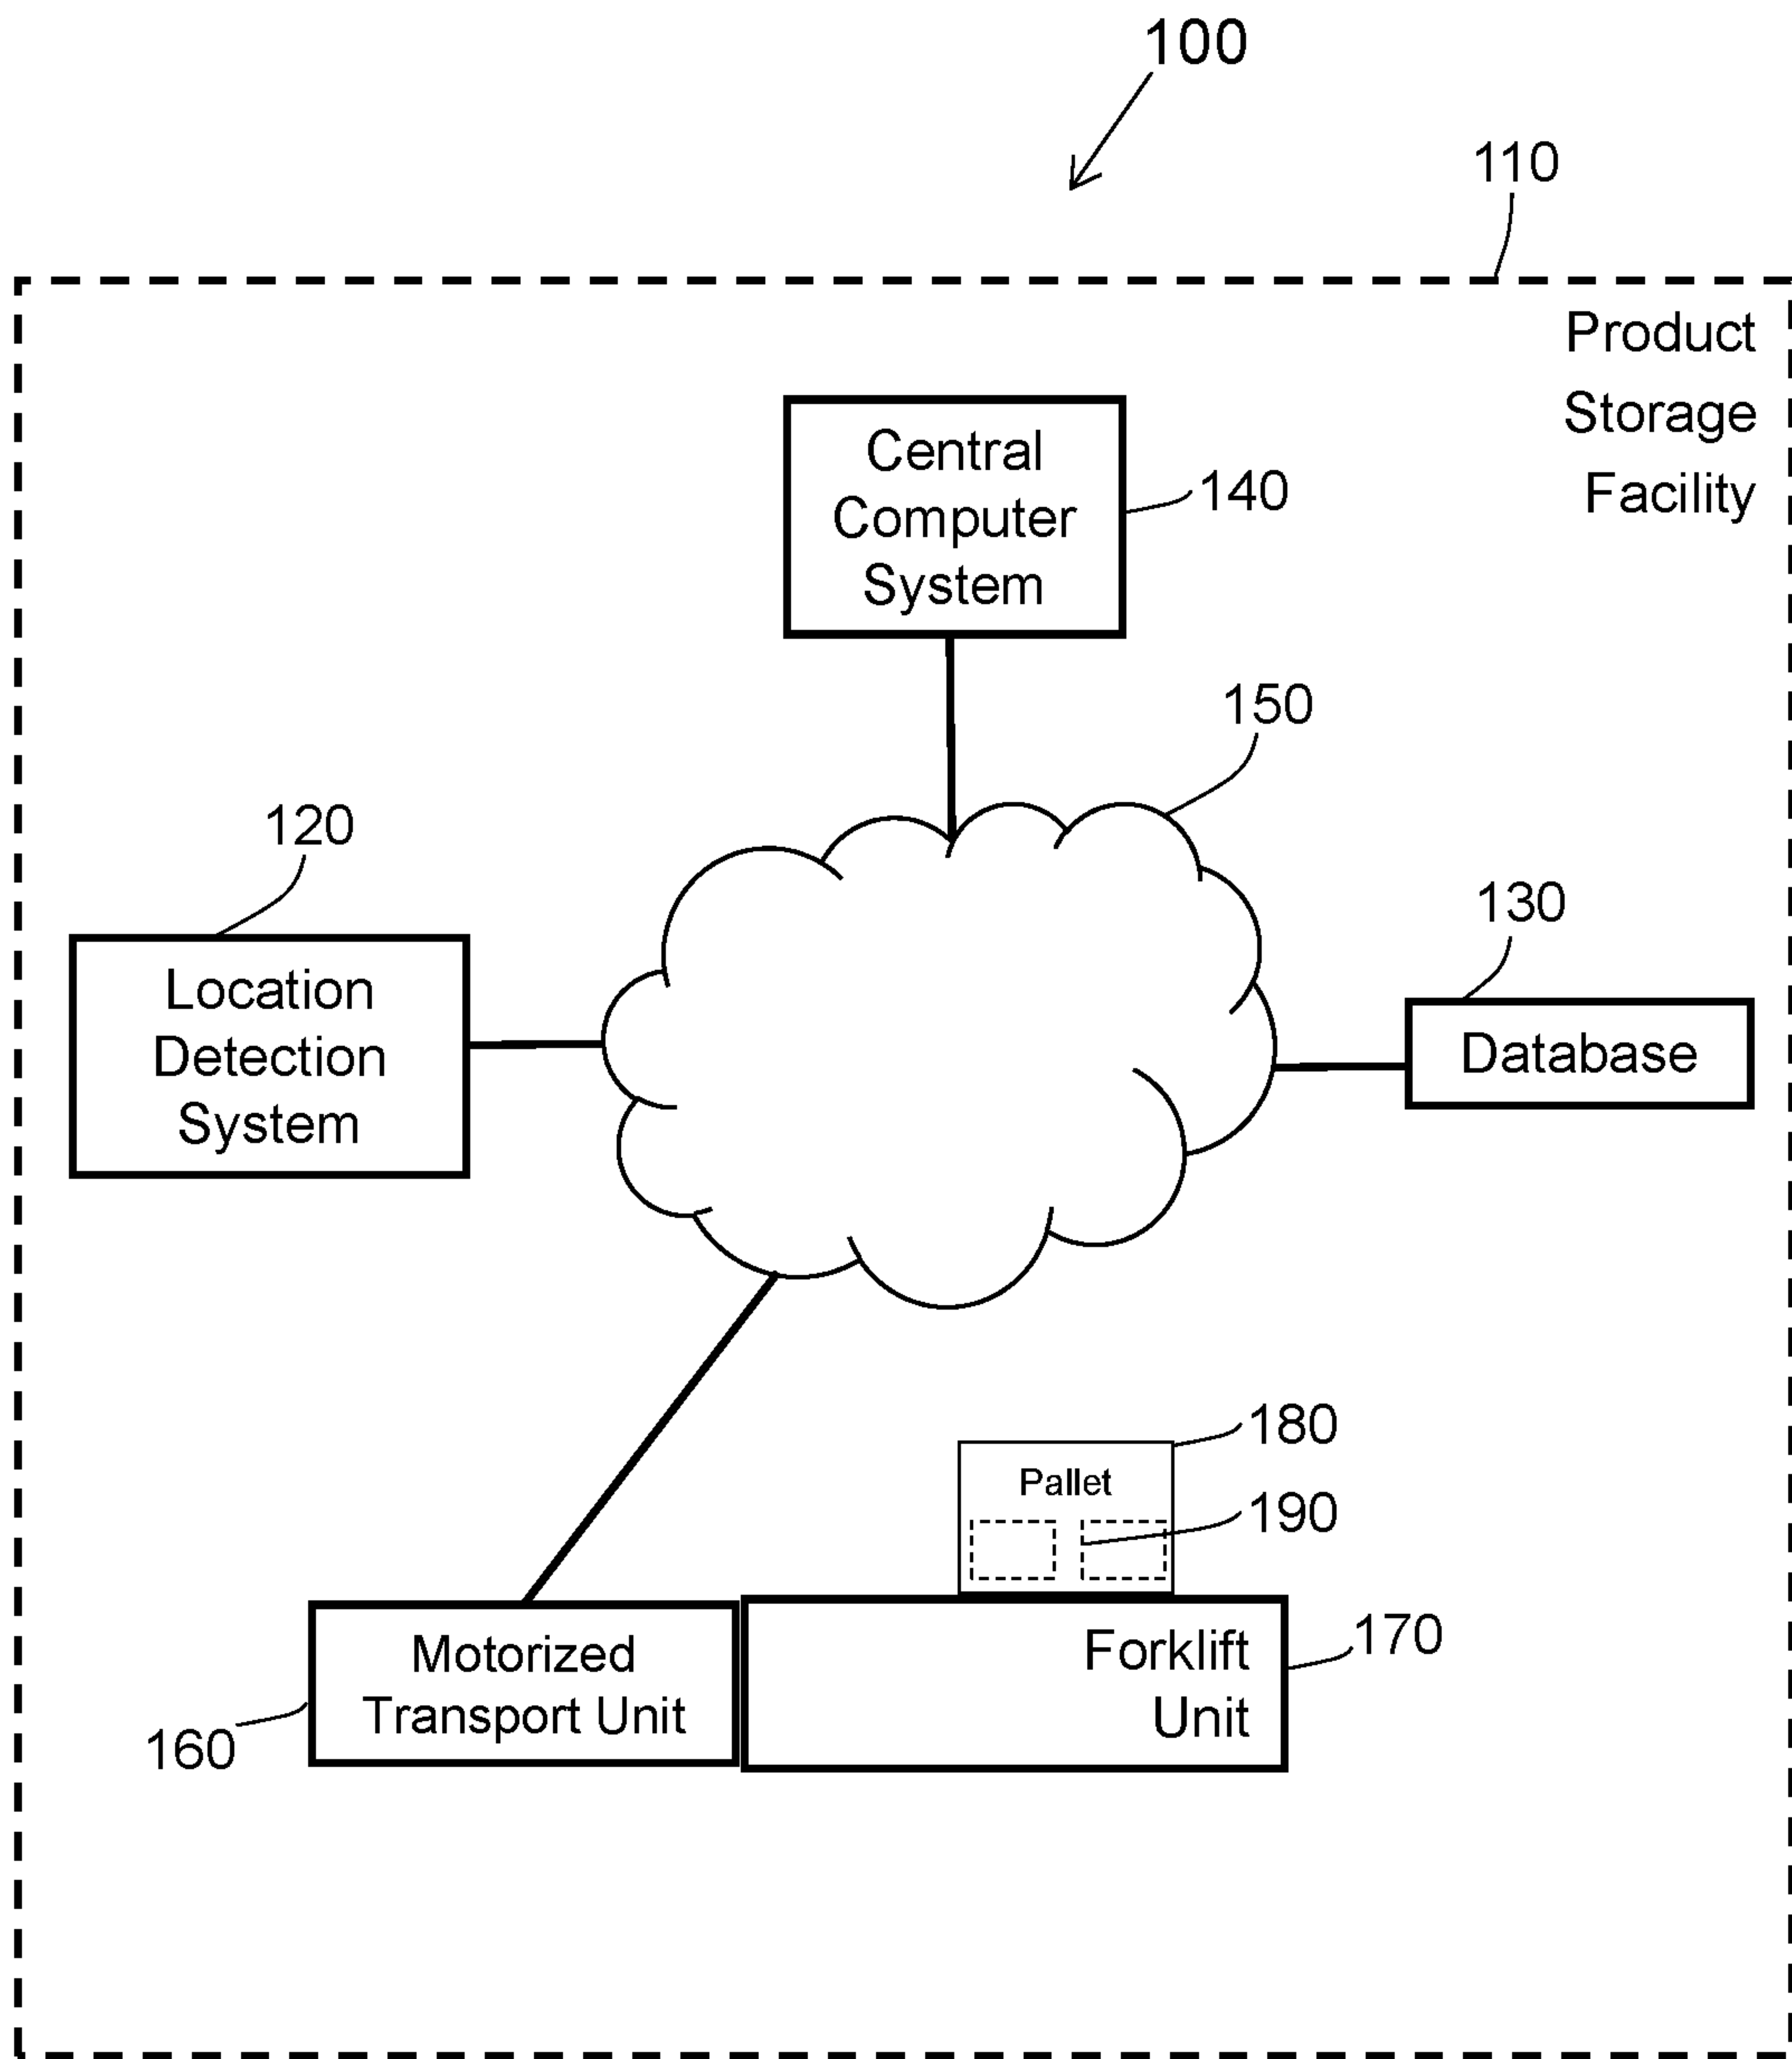 100
110
Product
Storage
Facility
Central
Computer
System
140
150
120
130
Location
Detection
System
Database
180
Pallet
190
Motorized
Transport Unit
160
Forklift
Unit
170